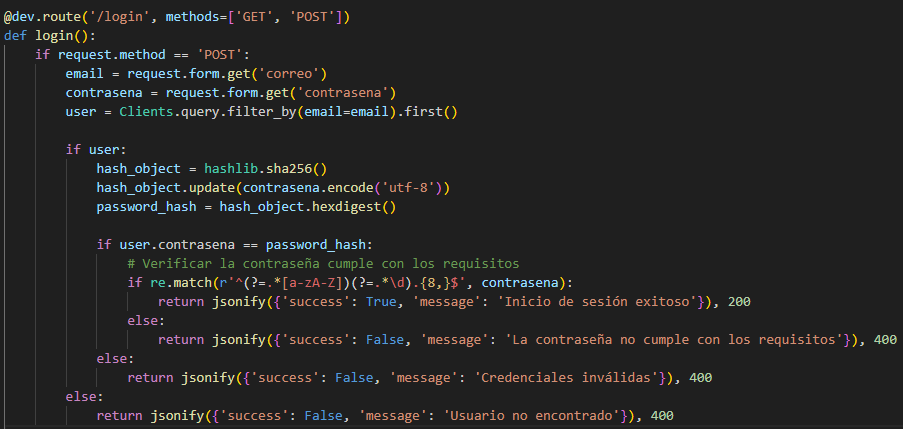 @dev.route('/login', methods=['GET', 'POST'])
def login():
    if request.method == 'POST':
        email = request.form.get('correo')
        contrasena = request.form.get('contrasena')
        user = Clients.query.filter_by(email=email).first()

        if user:
            hash_object = hashlib.sha256()
            hash_object.update(contrasena.encode('utf-8'))
            password_hash = hash_object.hexdigest()

            if user.contrasena == password_hash:
                # Verificar la contraseña cumple con los requisitos
                if re.match(r'^(?=.*[a-zA-Z])(?=.*\d).{8,}$', contrasena):
                    return jsonify({'success': True, 'message': 'Inicio de sesión exitoso'}), 200
                else:
                    return jsonify({'success': False, 'message': 'La contraseña no cumple con los requisitos'}), 400
            else:
                return jsonify({'success': False, 'message': 'Credenciales inválidas'}), 400
        else:
            return jsonify({'success': False, 'message': 'Usuario no encontrado'}), 400